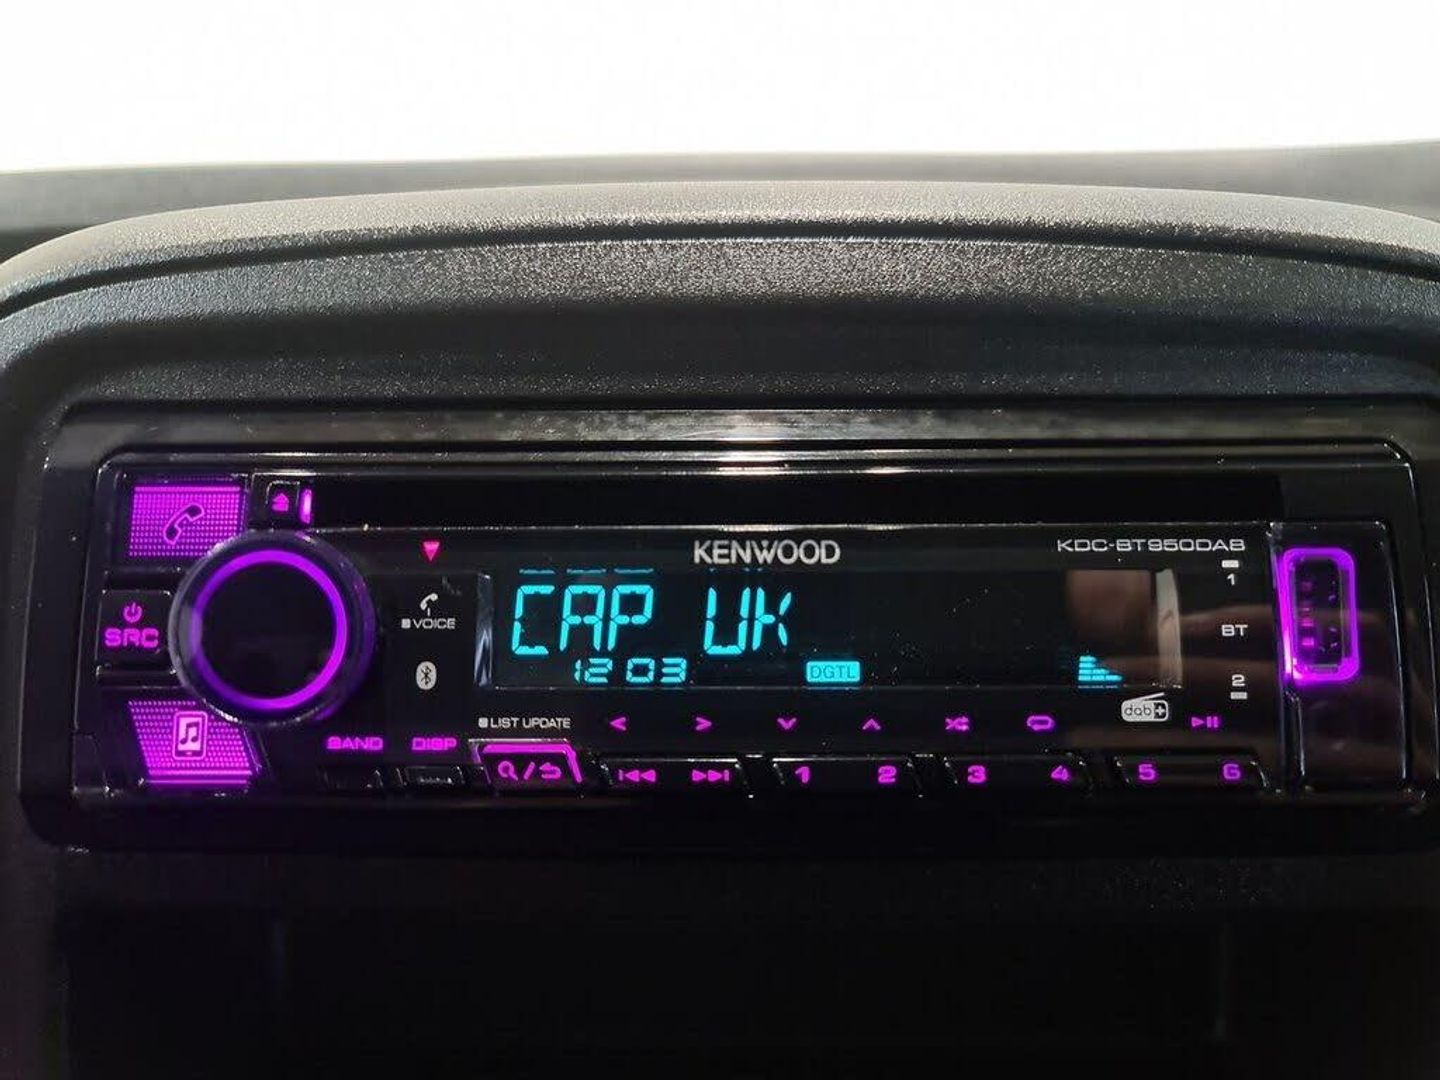 KENWOOD
KDC-BT950DAB
1
VOICE
CAP UK
BT
SRC
12 03
DGTL
2
dab+
LIST UPDATE
BAND
DISP
1
2
3
4
5
6